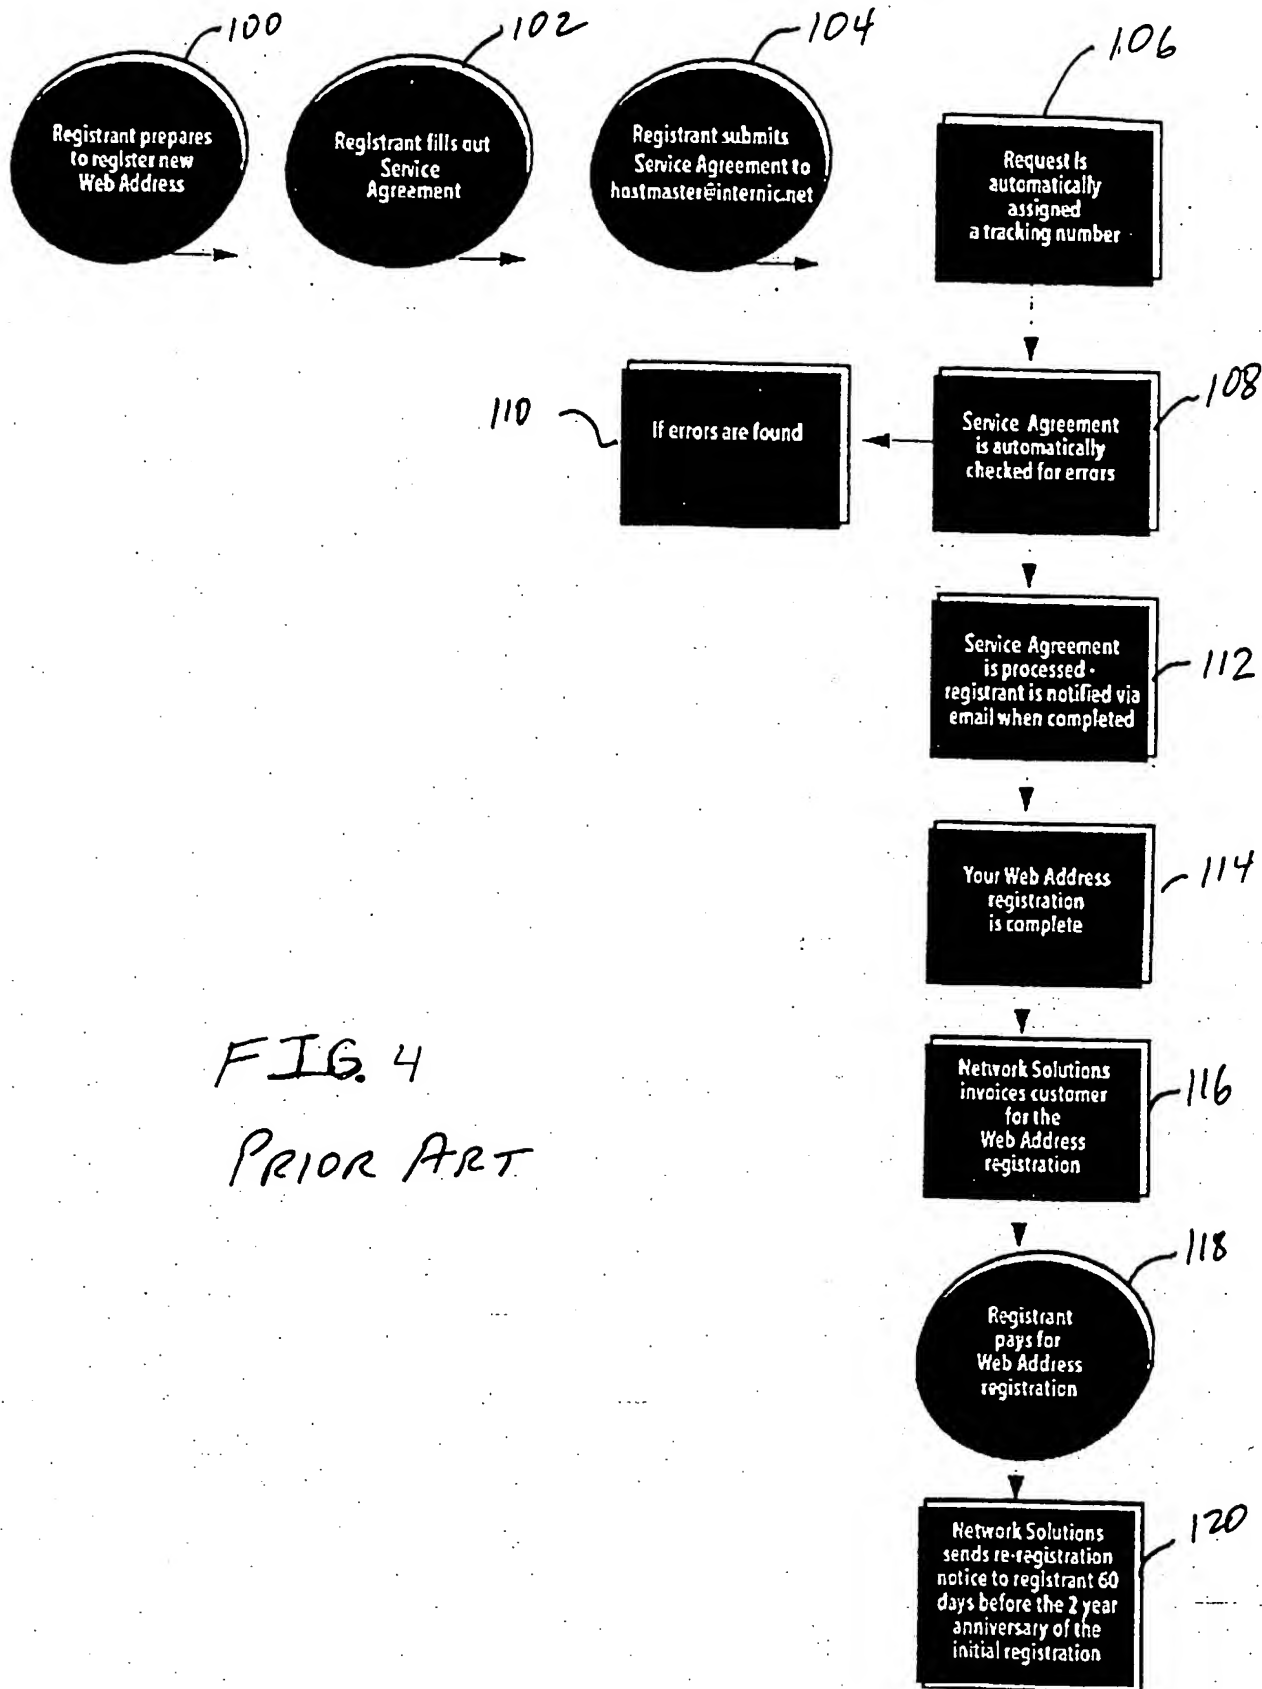 100
Registrant prepares
to register new
Web Address
102
Registrant fills out
Service
Agreement
104
Registrant submits
Service Agreement to
hostmaster@internic.net
106
Request is
automatically
assigned
a tracking number
110
If errors are found
108
Service Agreement
is automatically
checked for errors
112
Service Agreement
is processed -
registrant is notified via
email when completed
114
Your Web Address
registration
is complete
FIG. 4
PRIOR ART
116
Network Solutions
invoices customer
for the
Web Address
registration
118
Registrant
pays for
Web Address
registration
120
Network Solutions
sends re-registration
notice to registrant 60
days before the 2 year
anniversary of the
initial registration